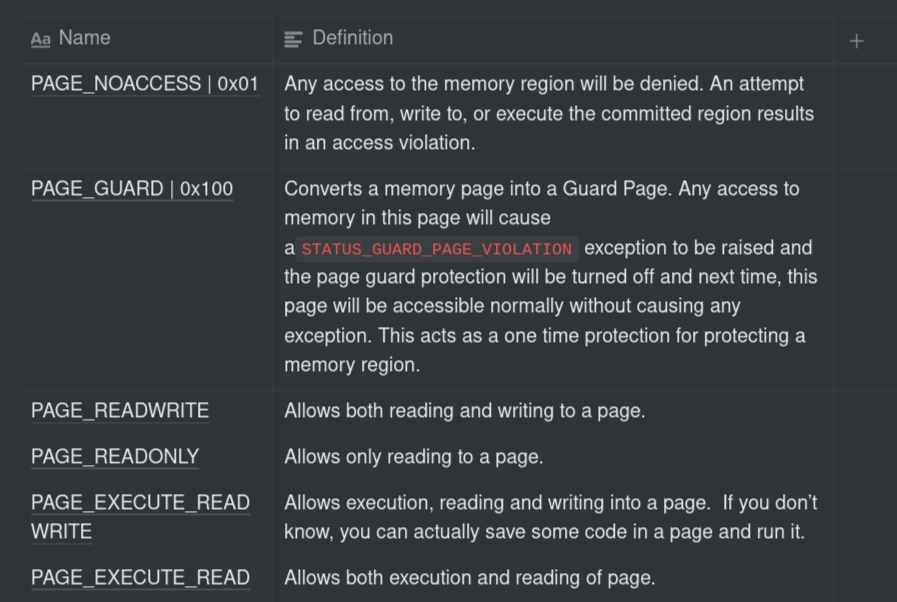 Aa Name
Definition
PAGE_NOACCESS | 0x01
Any access to the memory region will be denied. An attempt
to read from, write to, or execute the committed region results
in an access violation.
PAGE_GUARD | 0x100
Converts a memory page into a Guard Page. Any access to
memory in this page will cause
a STATUS_GUARD_PAGE_VIOLATION exception to be raised and
the page guard protection will be turned off and next time, this
page will be accessible normally without causing any
exception. This acts as a one time protection for protecting a
memory region.
PAGE_READWRITE
Allows both reading and writing to a page.
PAGE_READONLY
Allows only reading to a page.
PAGE_EXECUTE_READ
WRITE
Allows execution, reading and writing into a page.  If you don’t
know, you can actually save some code in a page and run it.
PAGE_EXECUTE_READ
Allows both execution and reading of page.